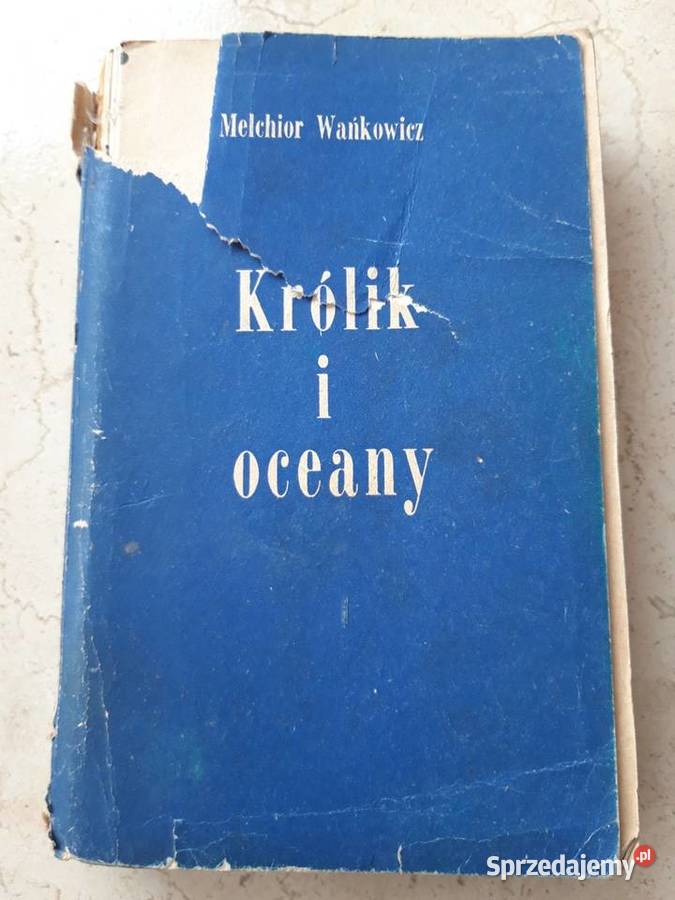 Melchior Wańkowicz
Królik
i
oceany
Sprzedajemy.pl